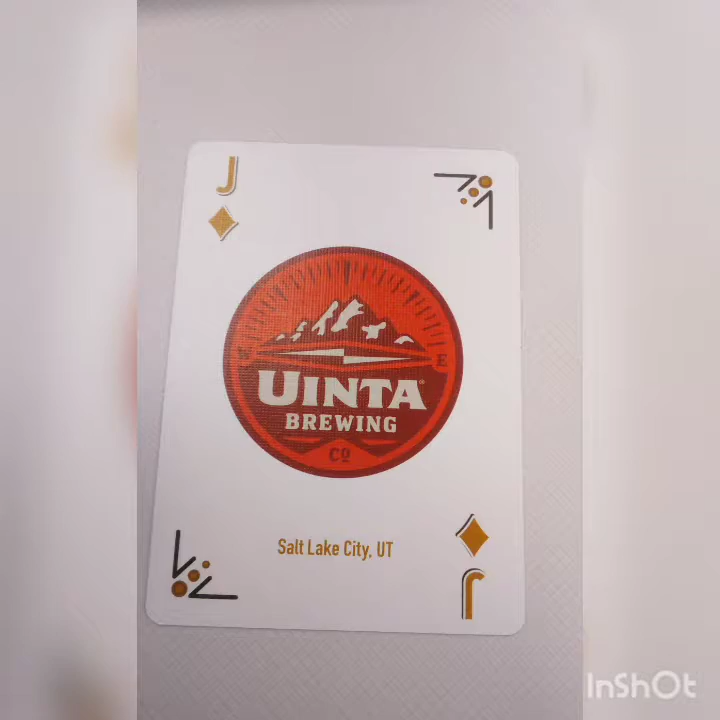 J
W E
UINTA®
BREWING
CO
Salt Lake City, UT
J
InShOt